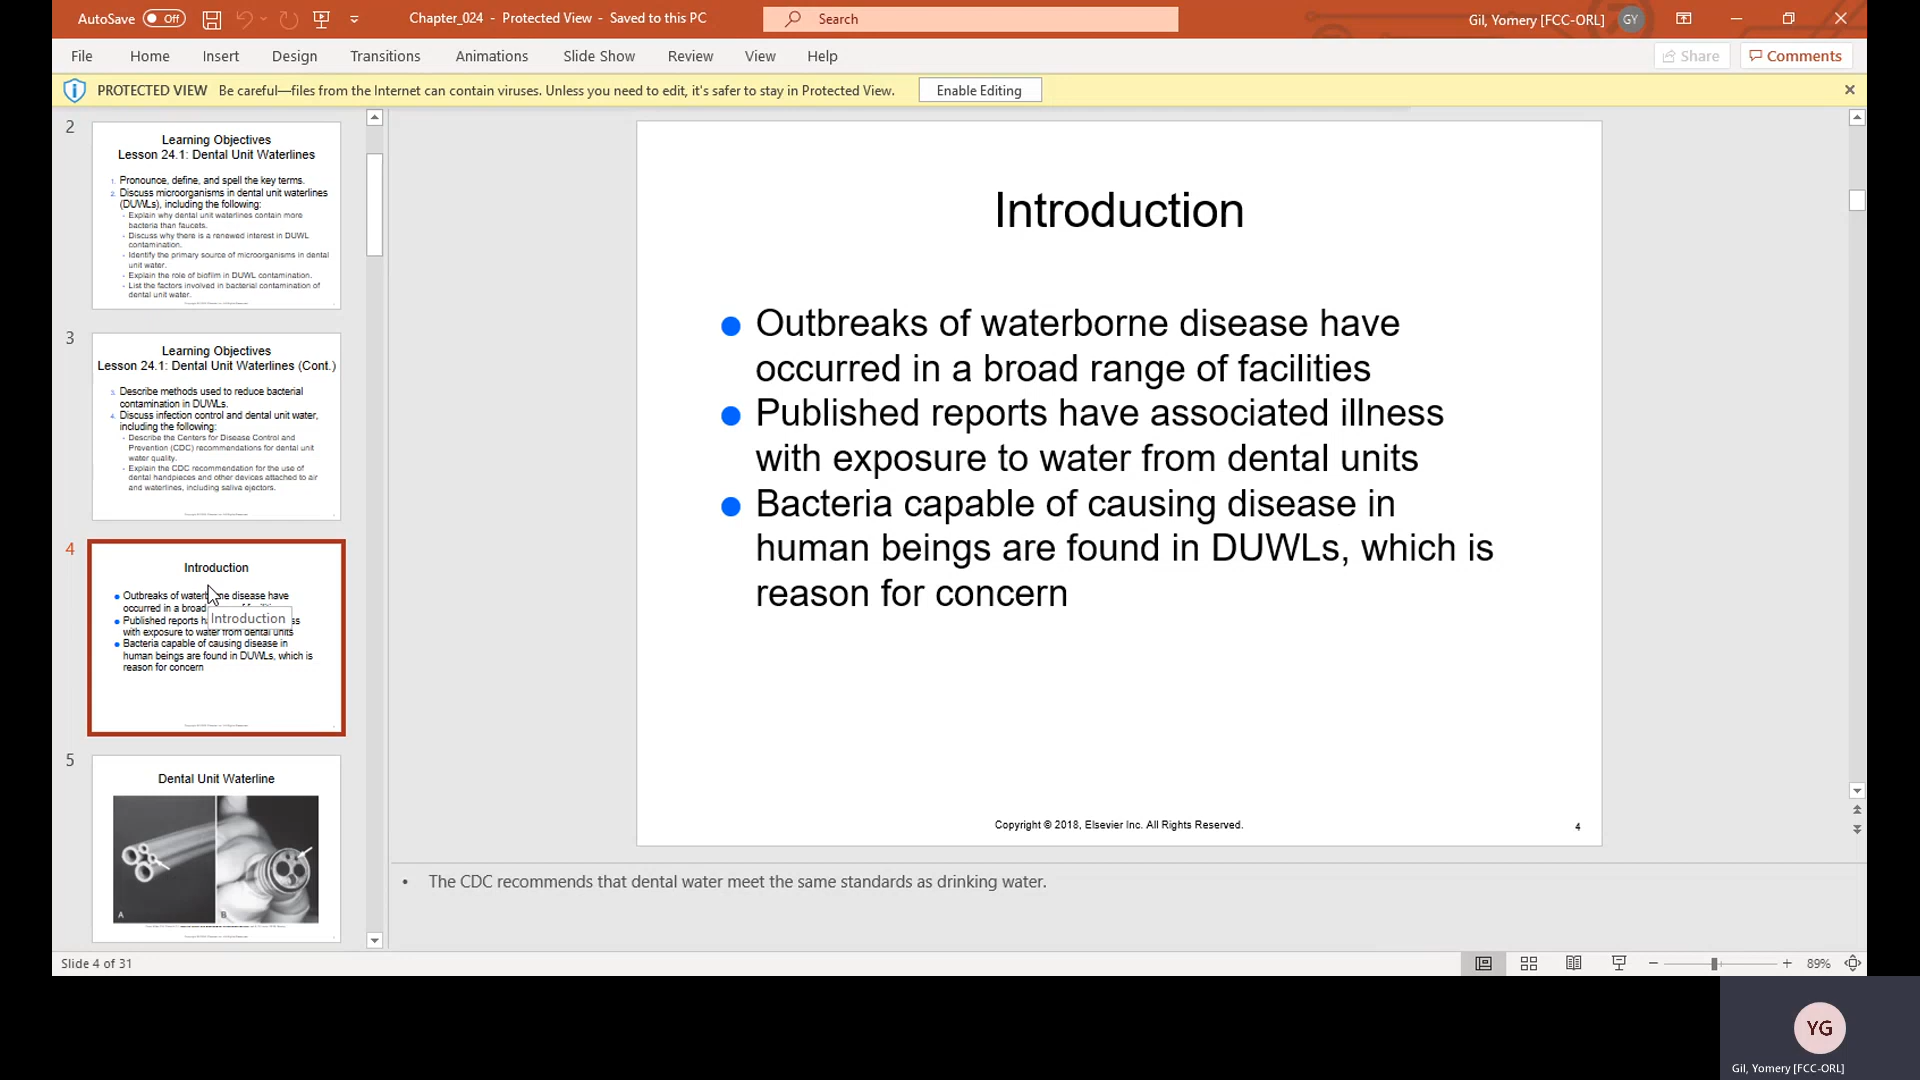 AutoSave Off
Chapter_024 - Protected View - Saved to this PC
Search
Gil, Yomery [FCC-ORL] GY
File Home Insert Design Transitions Animations Slide Show Review View Help
Share Comments
PROTECTED VIEW Be careful—files from the Internet can contain viruses. Unless you need to edit, it's safer to stay in Protected View. Enable Editing
2
Learning Objectives
Lesson 24.1: Dental Unit Waterlines
1. Pronounce, define, and spell the key terms.
2. Discuss microorganisms in dental unit waterlines
(DUWLs), including the following:
- Explain why dental unit waterlines contain more
bacteria than faucets.
- Discuss why there is a renewed interest in DUWL
contamination.
- Identify the primary source of microorganisms in dental
unit water.
- Explain the role of biofilm in DUWL contamination.
- List the factors involved in bacterial contamination of
dental unit water.
3
Learning Objectives
Lesson 24.1: Dental Unit Waterlines (Cont.)
3. Describe methods used to reduce bacterial
contamination in DUWLs.
4. Discuss infection control and dental unit water,
including the following:
- Describe the Centers for Disease Control and
Prevention (CDC) recommendations for dental unit
water quality.
- Explain the CDC recommendation for the use of
dental handpieces and other devices attached to air
and waterlines, including saliva ejectors.
4
Introduction
Outbreaks of disease have
occurred in a broad
Published reports
with exposure to water from dental units
Bacteria capable of causing disease in
human beings are found in DUWLs, which is
reason for concern
Introduction
5
Dental Unit Waterline
A B
Introduction
● Outbreaks of waterborne disease have
occurred in a broad range of facilities
● Published reports have associated illness
with exposure to water from dental units
● Bacteria capable of causing disease in
human beings are found in DUWLs, which is
reason for concern
Copyright © 2018, Elsevier Inc. All Rights Reserved.
4
• The CDC recommends that dental water meet the same standards as drinking water.
Slide 4 of 31
89%
YG
Gil, Yomery [FCC-ORL]